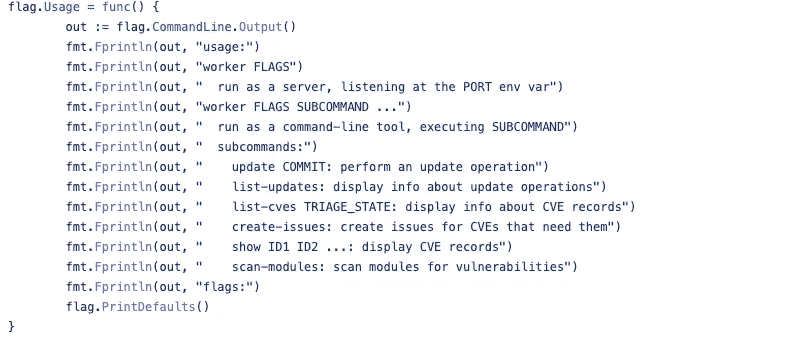 flag.Usage = func() {
        out := flag.CommandLine.Output()
        fmt.Fprintln(out, "usage:")
        fmt.Fprintln(out, "worker FLAGS")
        fmt.Fprintln(out, "  run as a server, listening at the PORT env var")
        fmt.Fprintln(out, "worker FLAGS SUBCOMMAND ...")
        fmt.Fprintln(out, "  run as a command-line tool, executing SUBCOMMAND")
        fmt.Fprintln(out, "  subcommands:")
        fmt.Fprintln(out, "    update COMMIT: perform an update operation")
        fmt.Fprintln(out, "    list-updates: display info about update operations")
        fmt.Fprintln(out, "    list-cves TRIAGE_STATE: display info about CVE records")
        fmt.Fprintln(out, "    create-issues: create issues for CVEs that need them")
        fmt.Fprintln(out, "    show ID1 ID2 ...: display CVE records")
        fmt.Fprintln(out, "    scan-modules: scan modules for vulnerabilities")
        fmt.Fprintln(out, "flags:")
        flag.PrintDefaults()
}